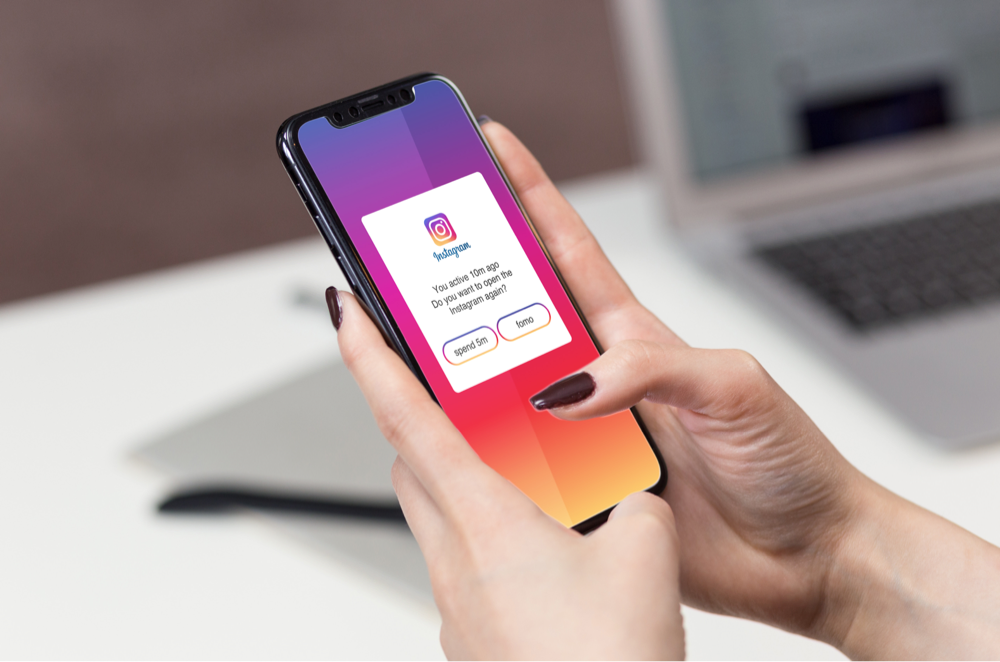 Instagram
You active 10m ago
Do you want to open the
Instagram again?
spend 5m
fomo